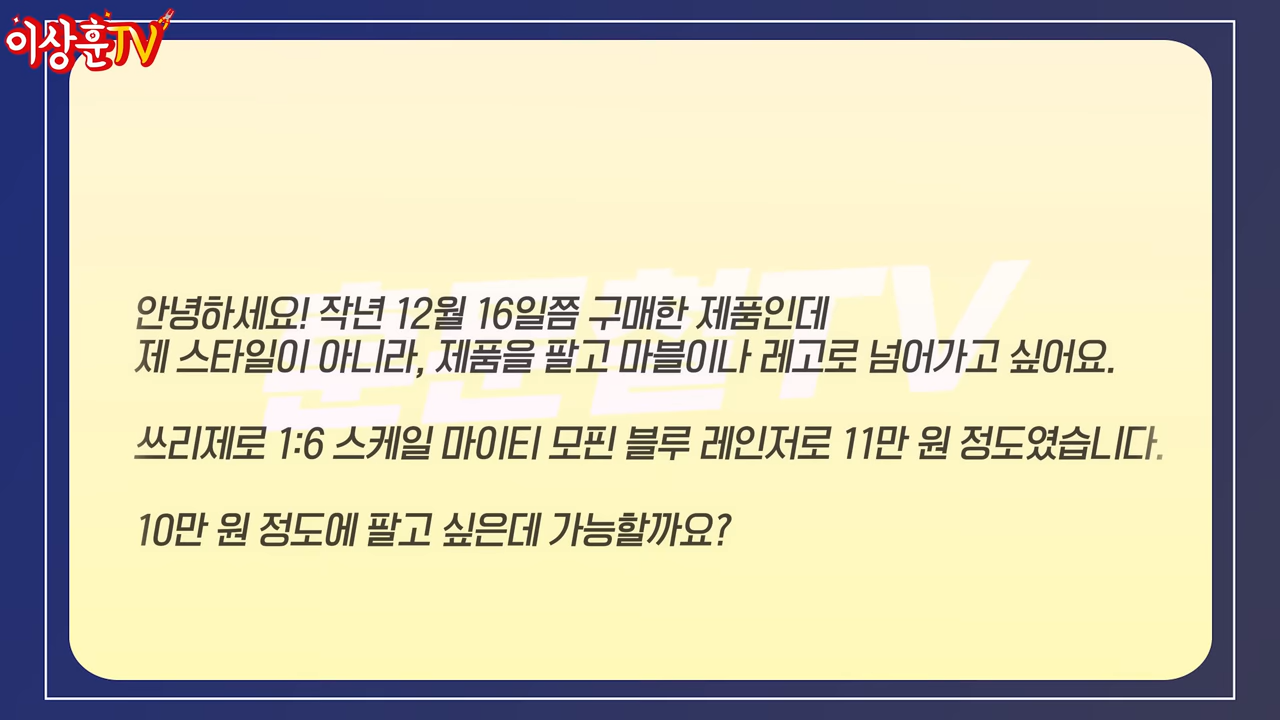 이상훈TV
훈군철TV
안녕하세요! 작년 12월 16일쯤 구매한 제품인데
제 스타일이 아니라, 제품을 팔고 마블이나 레고로 넘어가고 싶어요.
쓰리제로 1:6 스케일 마이티 모핀 블루 레인저로 11만 원 정도였습니다.
10만 원 정도에 팔고 싶은데 가능할까요?